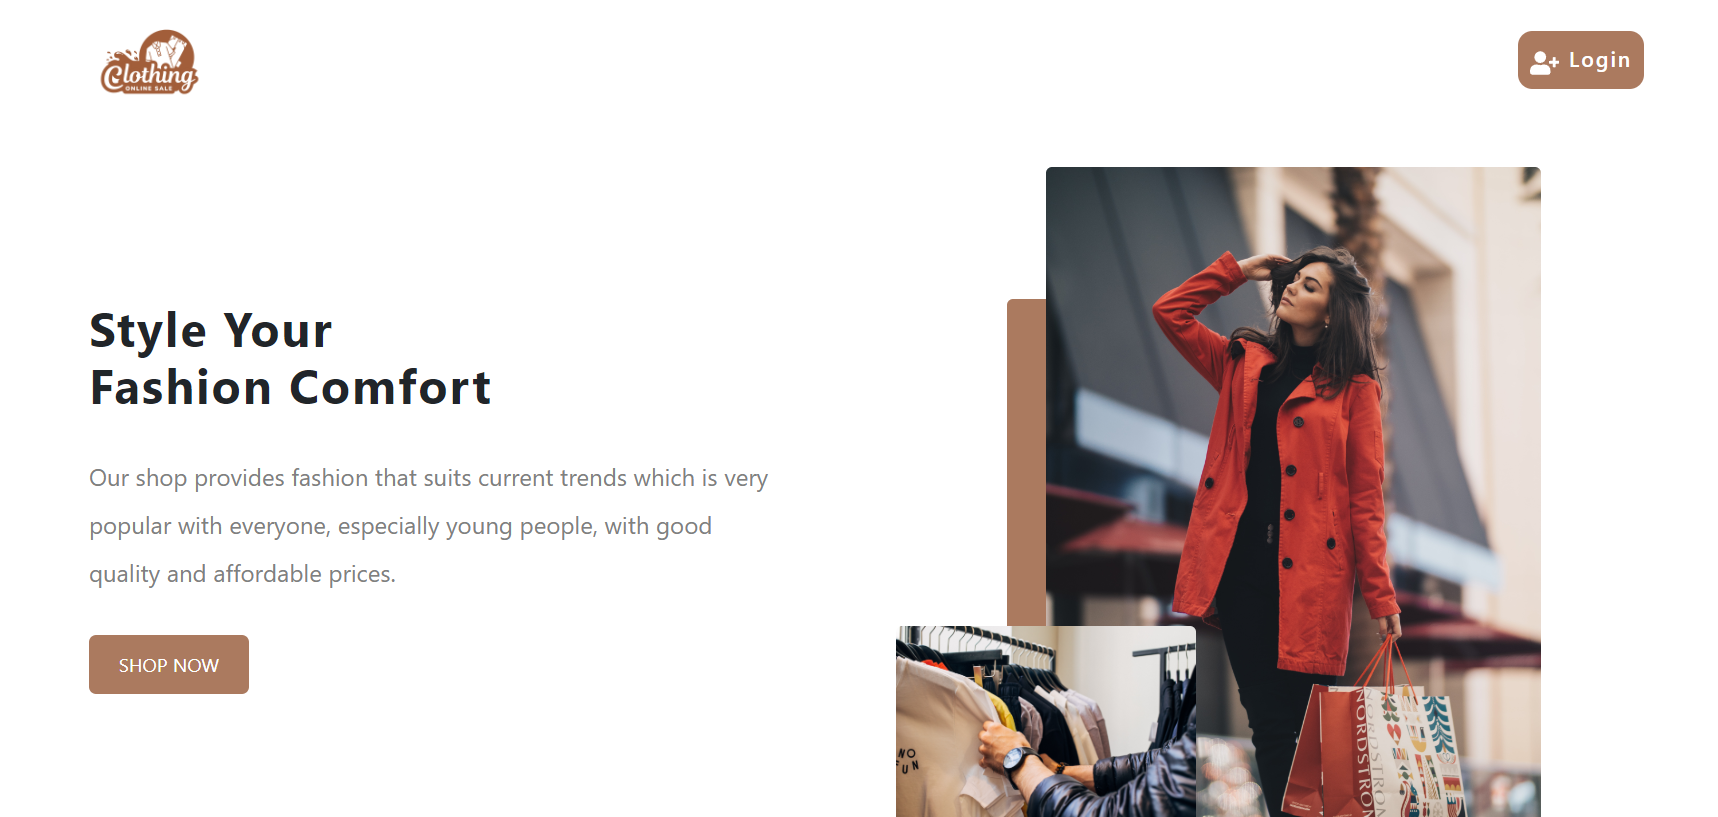 Clothing
ONLINE SALE
Login
Style Your
Fashion Comfort
Our shop provides fashion that suits current trends which is very
popular with everyone, especially young people, with good
quality and affordable prices.
SHOP NOW
NO
FUN
NORDSTROM
NORDSTROM